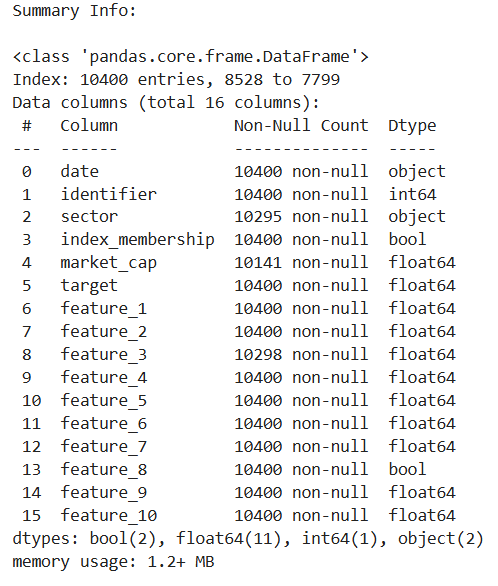 Summary Info:
<class 'pandas.core.frame.DataFrame'>
Index: 10400 entries, 8528 to 7799
Data columns (total 16 columns):
 #   Column            Non-Null Count  Dtype
---  ------            --------------  -----
 0   date              10400 non-null  object
 1   identifier        10400 non-null  int64
 2   sector            10295 non-null  object
 3   index_membership  10400 non-null  bool
 4   market_cap        10141 non-null  float64
 5   target            10400 non-null  float64
 6   feature_1         10400 non-null  float64
 7   feature_2         10400 non-null  float64
 8   feature_3         10298 non-null  float64
 9   feature_4         10400 non-null  float64
 10  feature_5         10400 non-null  float64
 11  feature_6         10400 non-null  float64
 12  feature_7         10400 non-null  float64
 13  feature_8         10400 non-null  bool
 14  feature_9         10400 non-null  float64
 15  feature_10        10400 non-null  float64
dtypes: bool(2), float64(11), int64(1), object(2)
memory usage: 1.2+ MB